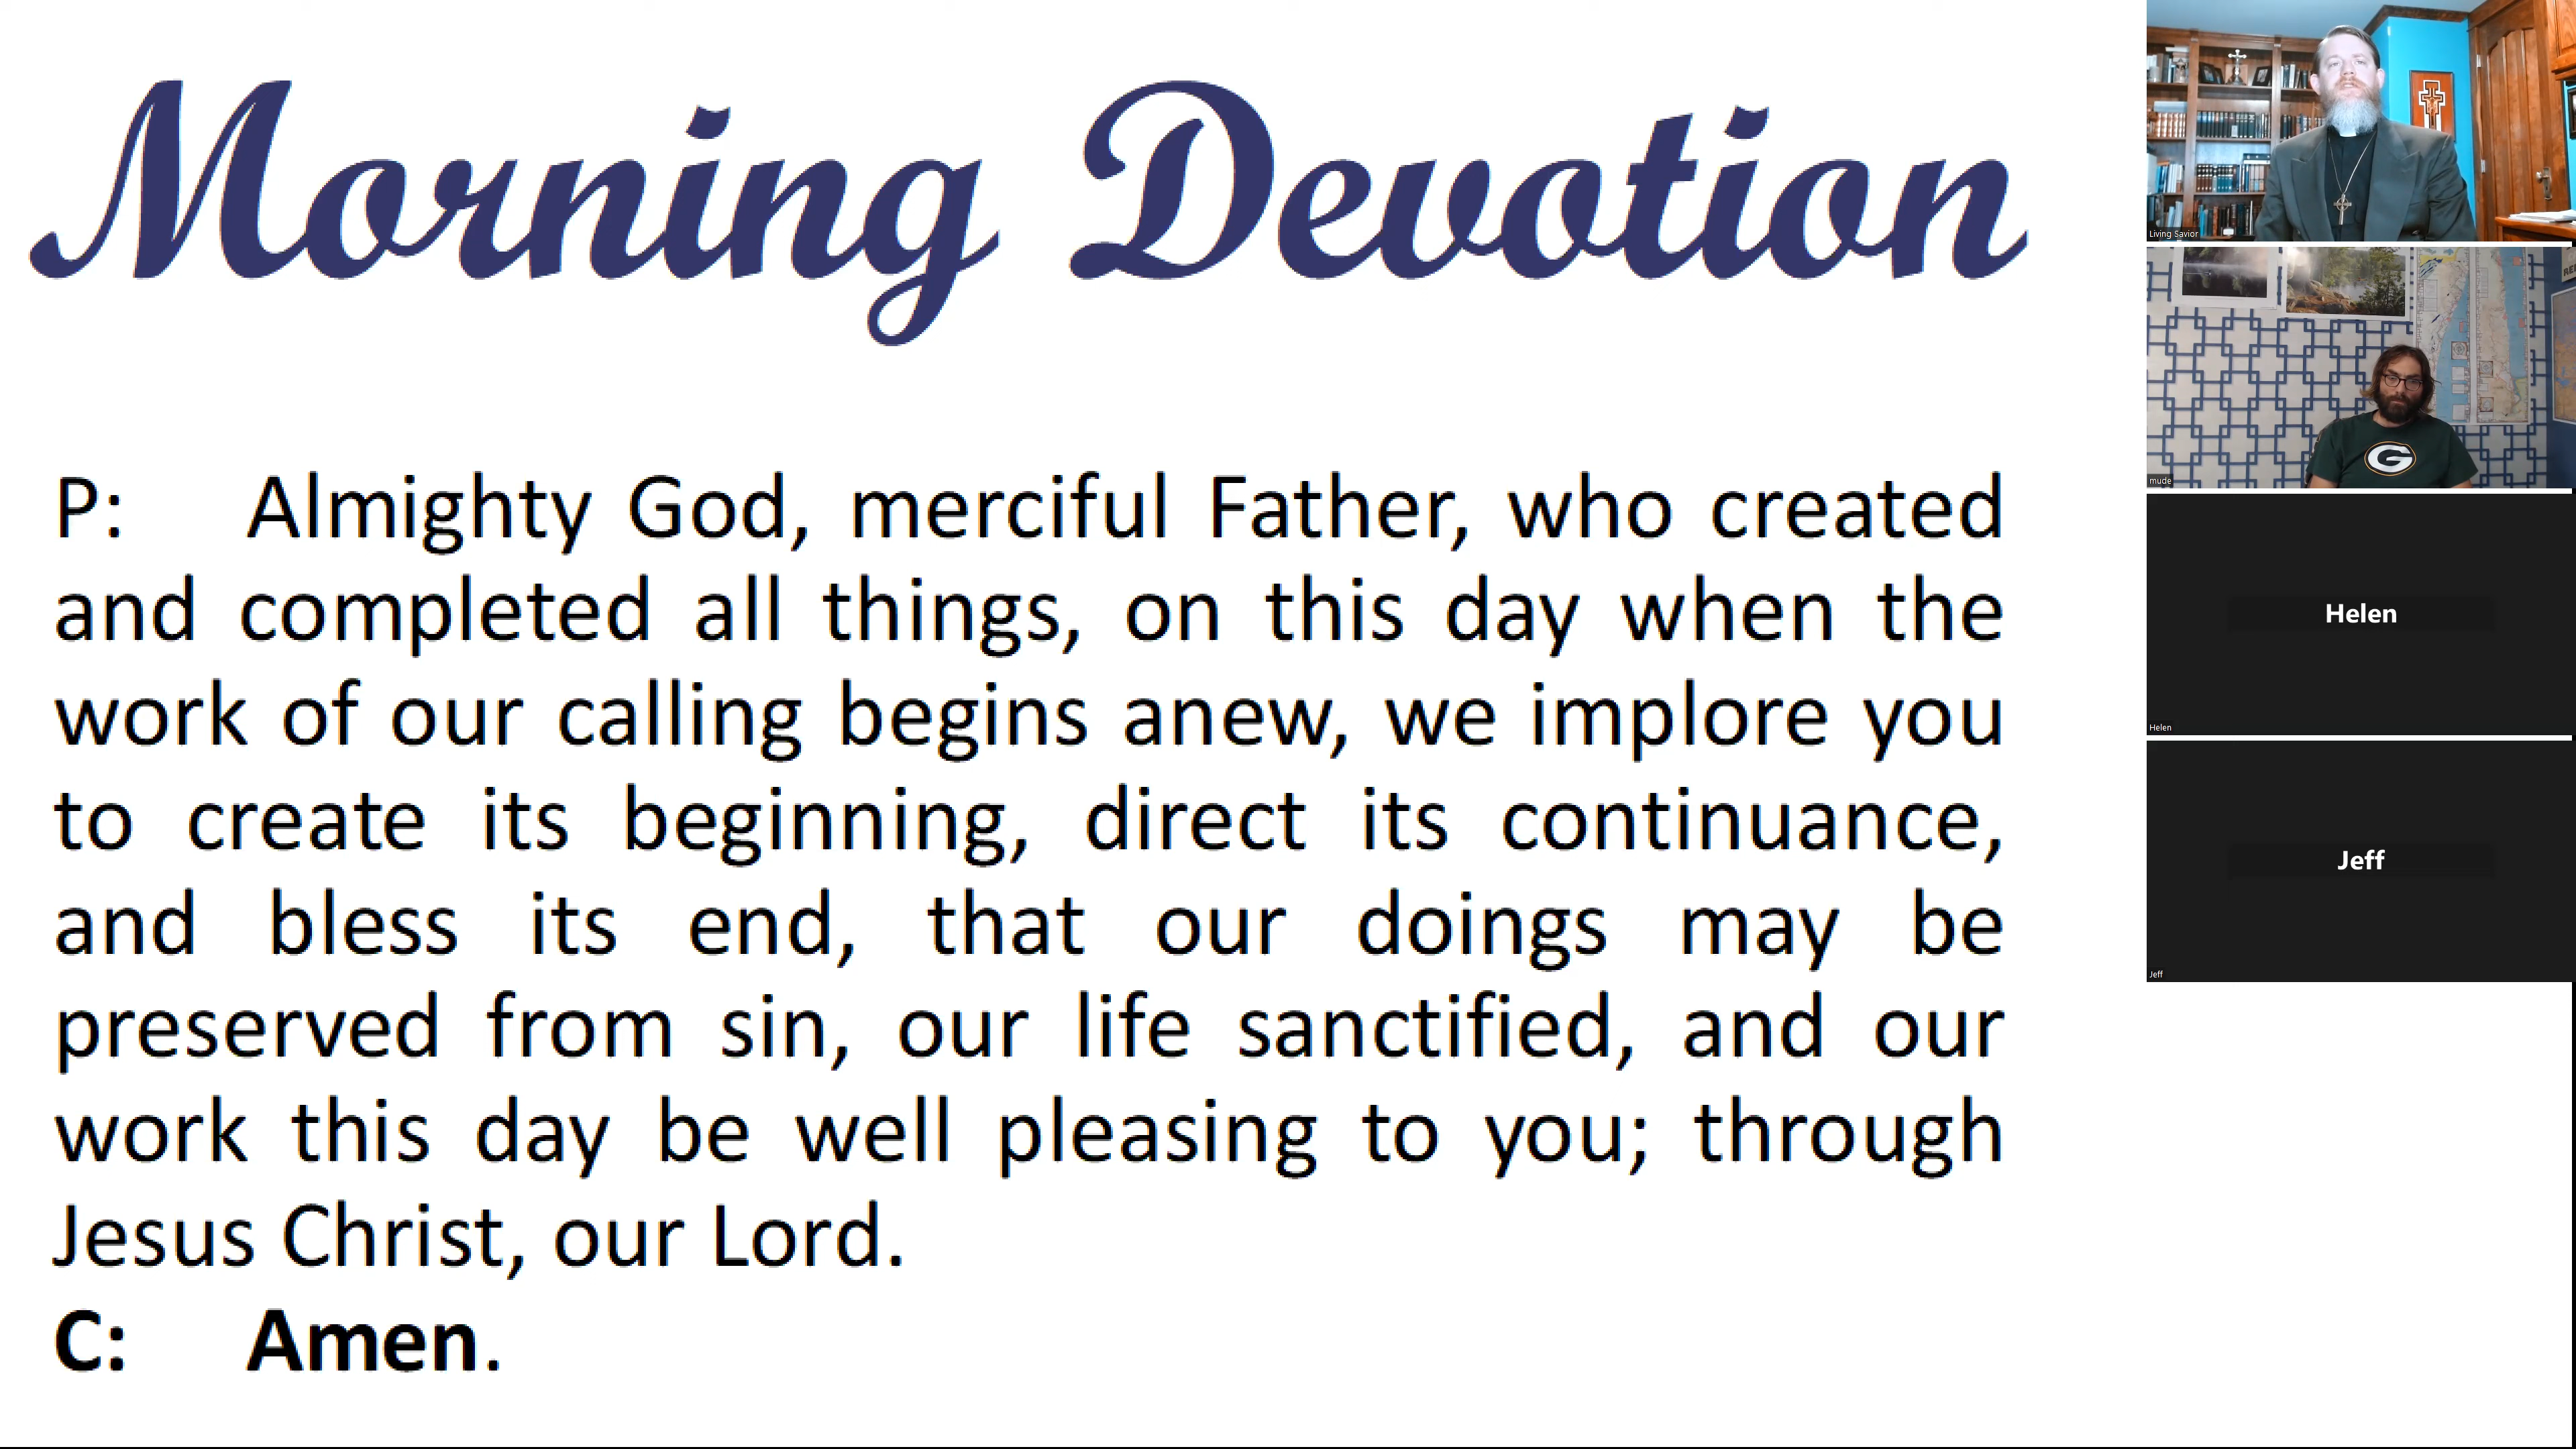 Morning Devotion
P: Almighty God, merciful Father, who created
and completed all things, on this day when the
work of our calling begins anew, we implore you
to create its beginning, direct its continuance,
and bless its end, that our doings may be
preserved from sin, our life sanctified, and our
work this day be well pleasing to you; through
Jesus Christ, our Lord.
C: Amen.
Living Savior
G
mude
Helen
Helen
Jeff
Jeff